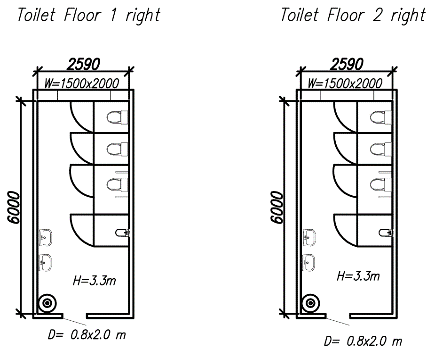 Toilet Floor 1 right
2590
W=1500x2000
6000
H=3.3m
D= 0.8x2.0 m
Toilet Floor 2 right
2590
W=1500x2000
6000
H=3.3m
D= 0.8x2.0 m